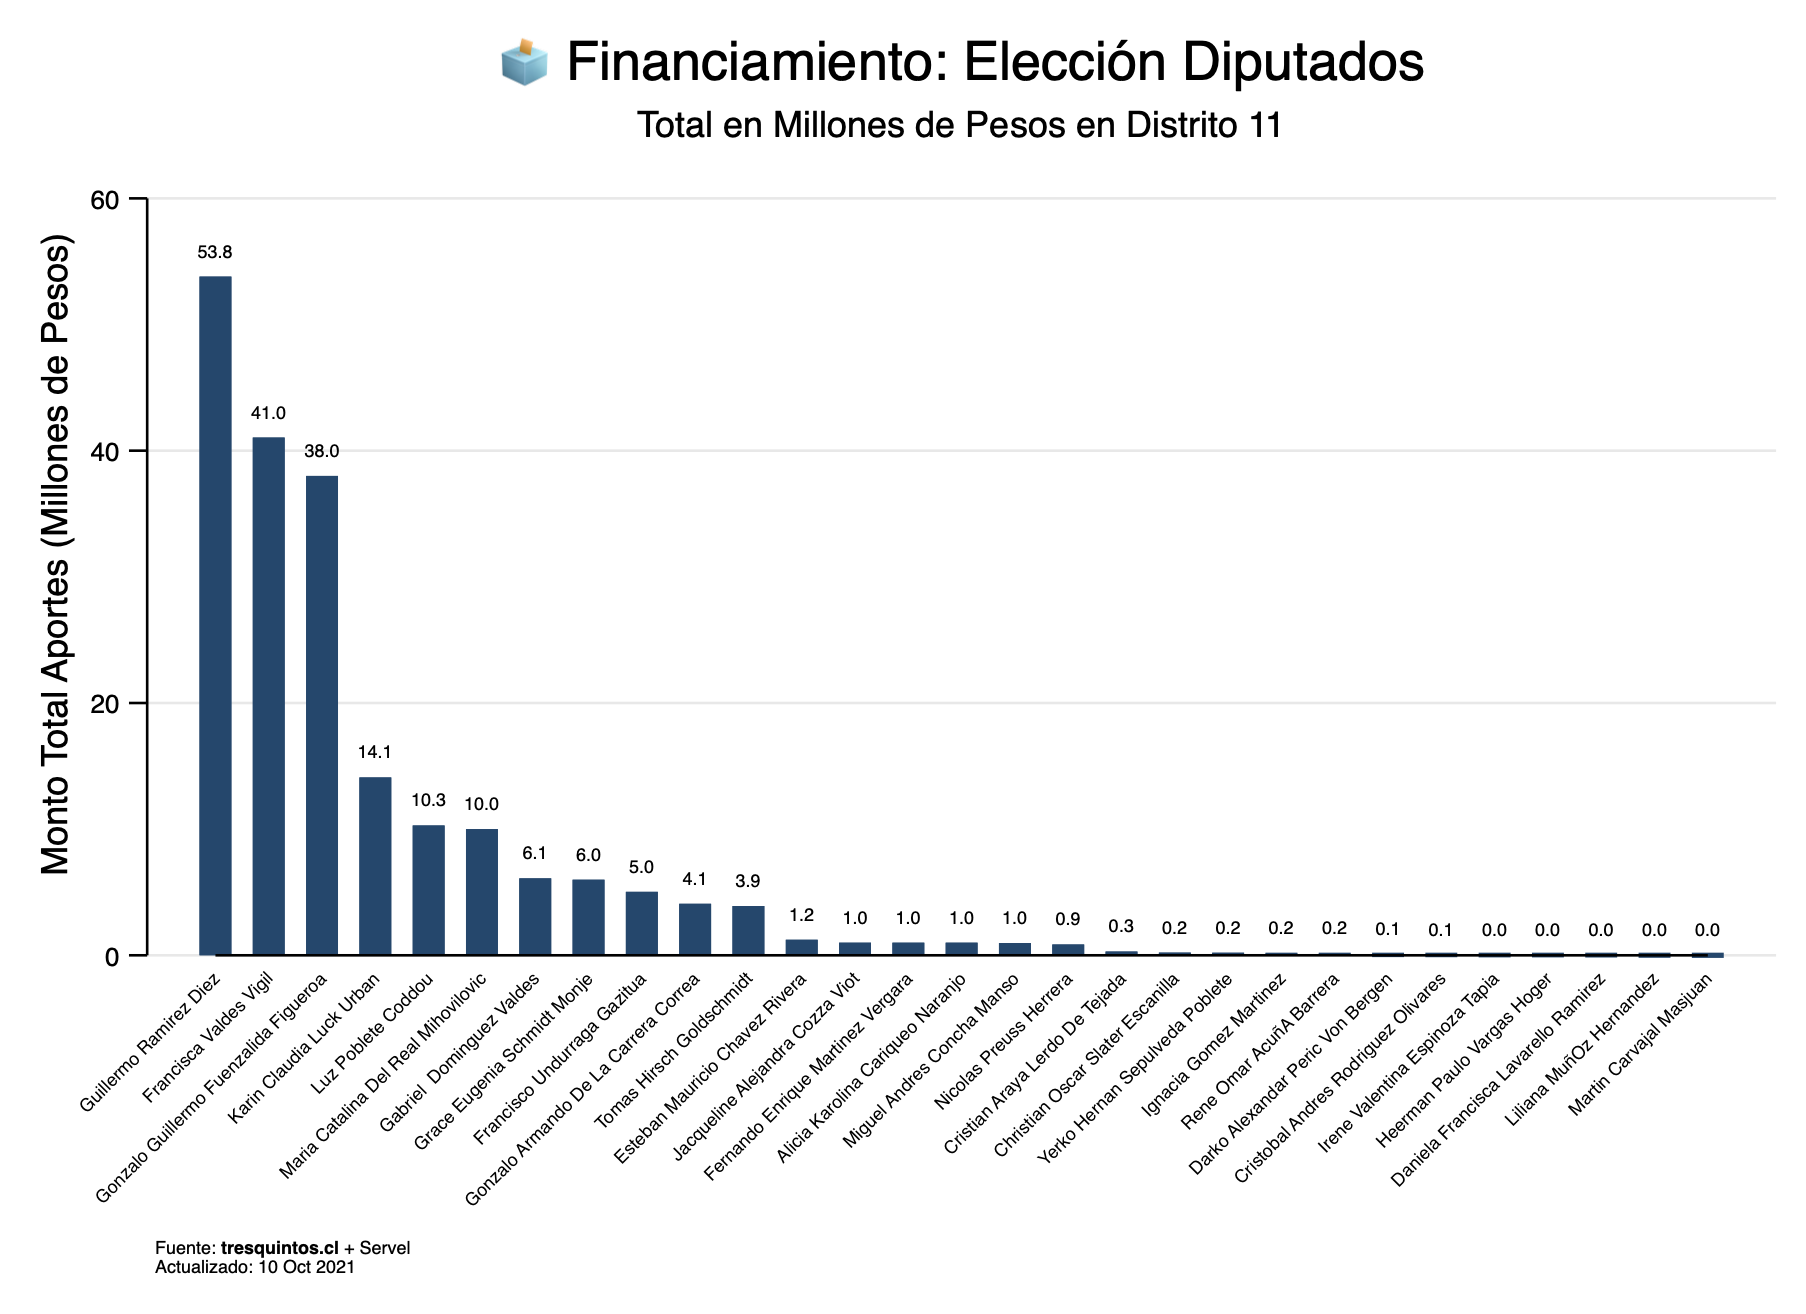 Financiamiento: Elección Diputados
Total en Millones de Pesos en Distrito 11
Monto Total Aportes (Millones de Pesos)
60
40
20
0
53.8
41.0
38.0
14.1
10.3
10.0
6.1
6.0
5.0
4.1
3.9
1.2
1.0
1.0
1.0
1.0
0.9
0.3
0.2
0.2
0.2
0.2
0.1
0.1
0.0
0.0
0.0
0.0
0.0
Guillermo Ramirez Diez
Francisca Valdes Vigil
Gonzalo Guillermo Fuenzalida Figueroa
Karin Claudia Luck Urban
Luz Poblete Coddou
Maria Catalina Del Real Mihovilovic
Gabriel  Dominguez Valdes
Grace Eugenia Schmidt Monje
Francisco Undurraga Gazitua
Gonzalo Armando De La Carrera Correa
Tomas Hirsch Goldschmidt
Esteban Mauricio Chavez Rivera
Jacqueline Alejandra Cozza Viot
Fernando Enrique Martinez Vergara
Alicia Karolina Cariqueo Naranjo
Miguel Andres Concha Manso
Nicolas Preuss Herrera
Cristian Araya Lerdo De Tejada
Christian Oscar Slater Escanilla
Yerko Hernan Sepulveda Poblete
Ignacia Gomez Martinez
Rene Omar AcuñA Barrera
Darko Alexandar Peric Von Bergen
Cristobal Andres Rodriguez Olivares
Irene Valentina Espinoza Tapia
Heerman Paulo Vargas Hoger
Daniela Francisca Lavarello Ramirez
Liliana MuñOz Hernandez
Martin Carvajal Masjuan
Fuente: tresquintos.cl + Servel
Actualizado: 10 Oct 2021